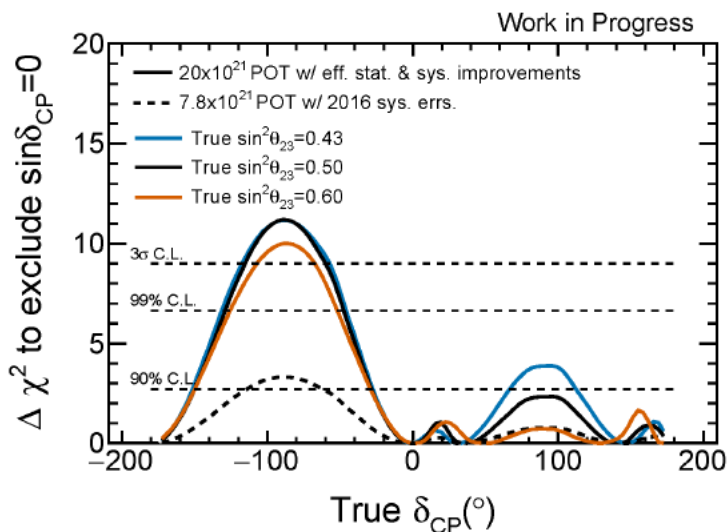 Work in Progress
Δ χ² to exclude sinδCP=0
20
15
10
5
0
20x10²¹ POT w/ eff. stat. & sys. improvements
7.8x10²¹ POT w/ 2016 sys. errs.
True sin²θ₂₃=0.43
True sin²θ₂₃=0.50
True sin²θ₂₃=0.60
3σ C.L.
99% C.L.
90% C.L.
−200
−100
0
100
200
True δCP(°)